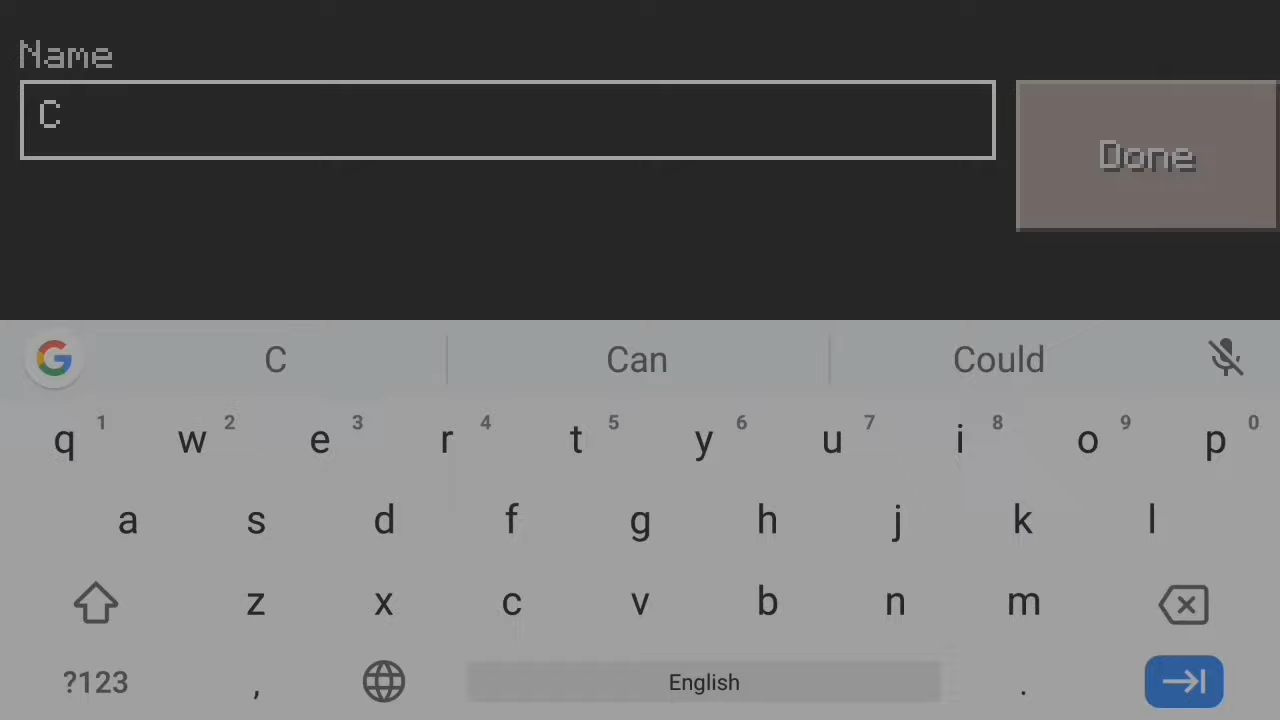 Name
C
Done
C Can Could
q 1 w 2 e 3 r 4 t 5 y 6 u 7 i 8 o 9 p 0
a s d f g h j k l
z x c v b n m
?123 , English .